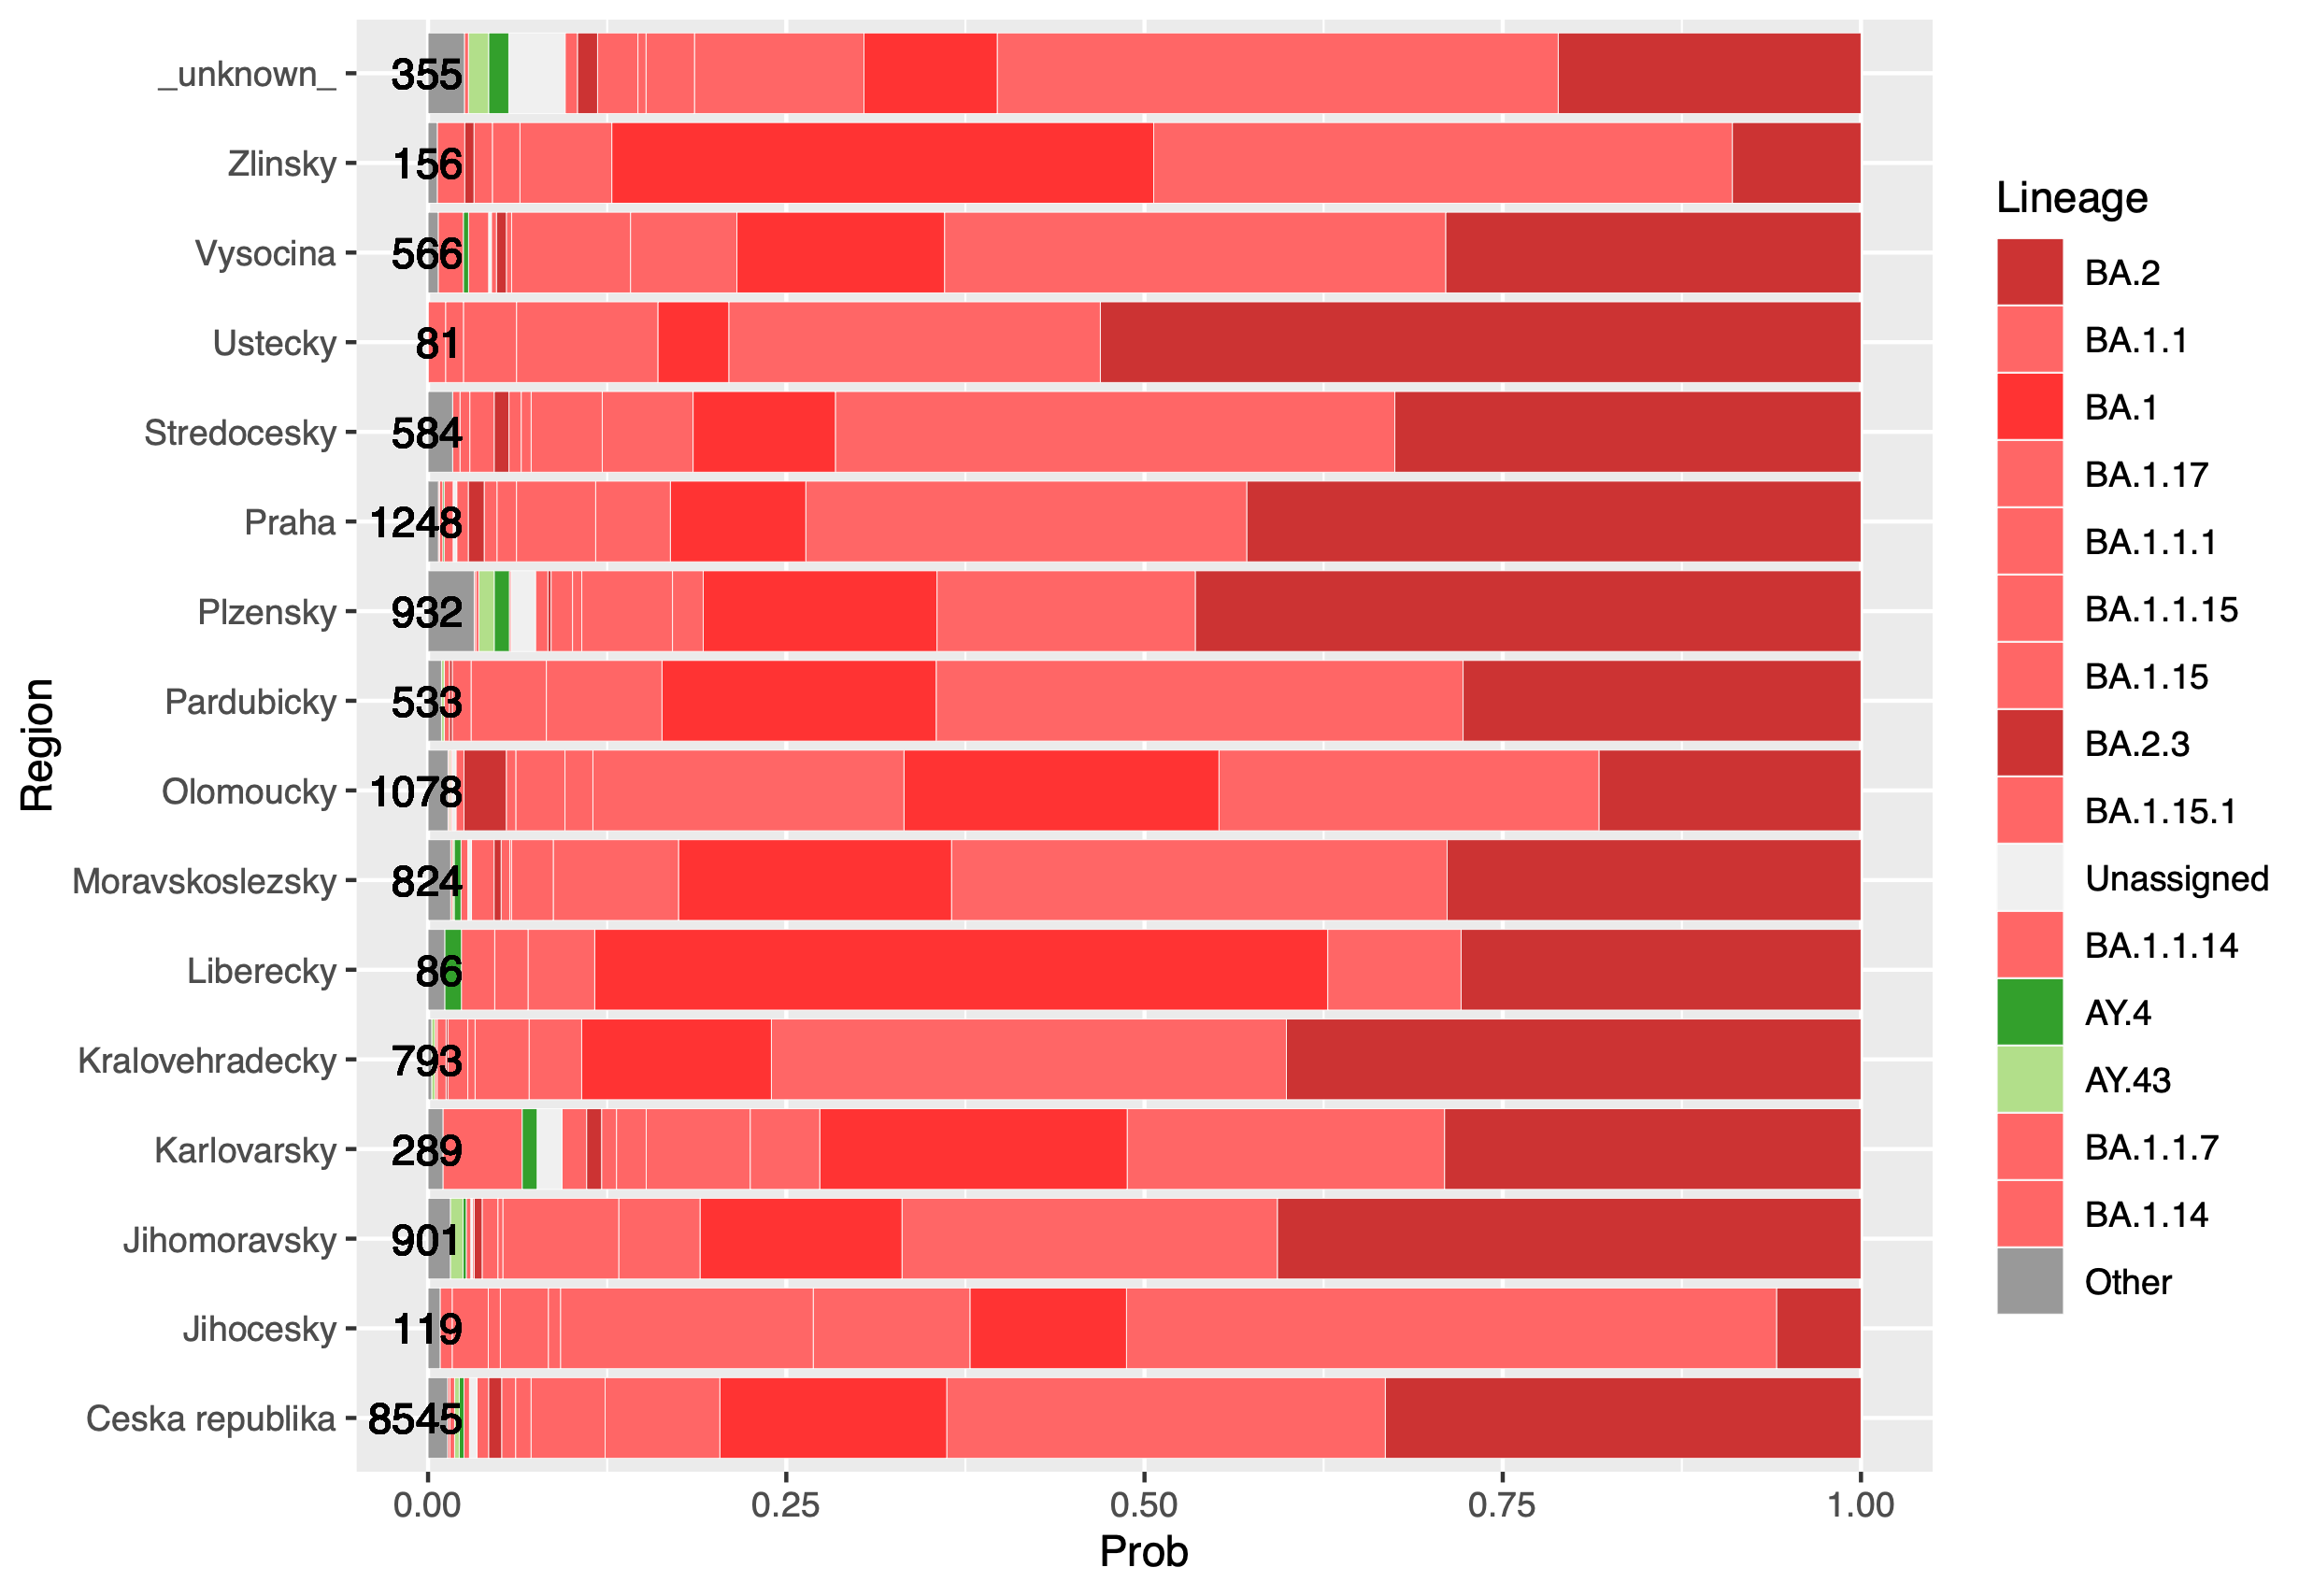 _unknown_ 355
Zlinsky 156
Vysocina 566
Ustecky 81
Stredocesky 584
Praha 1248
Plzensky 932
Pardubicky 533
Olomoucky 1078
Moravskoslezsky 824
Liberecky 86
Kralovehradecky 793
Karlovarsky 289
Jihomoravsky 901
Jihocesky 119
Ceska republika 8545
Region
0.00 0.25 0.50 0.75 1.00
Prob
Lineage
BA.2
BA.1.1
BA.1
BA.1.17
BA.1.1.1
BA.1.1.15
BA.1.15
BA.2.3
BA.1.15.1
Unassigned
BA.1.1.14
AY.4
AY.43
BA.1.1.7
BA.1.14
Other